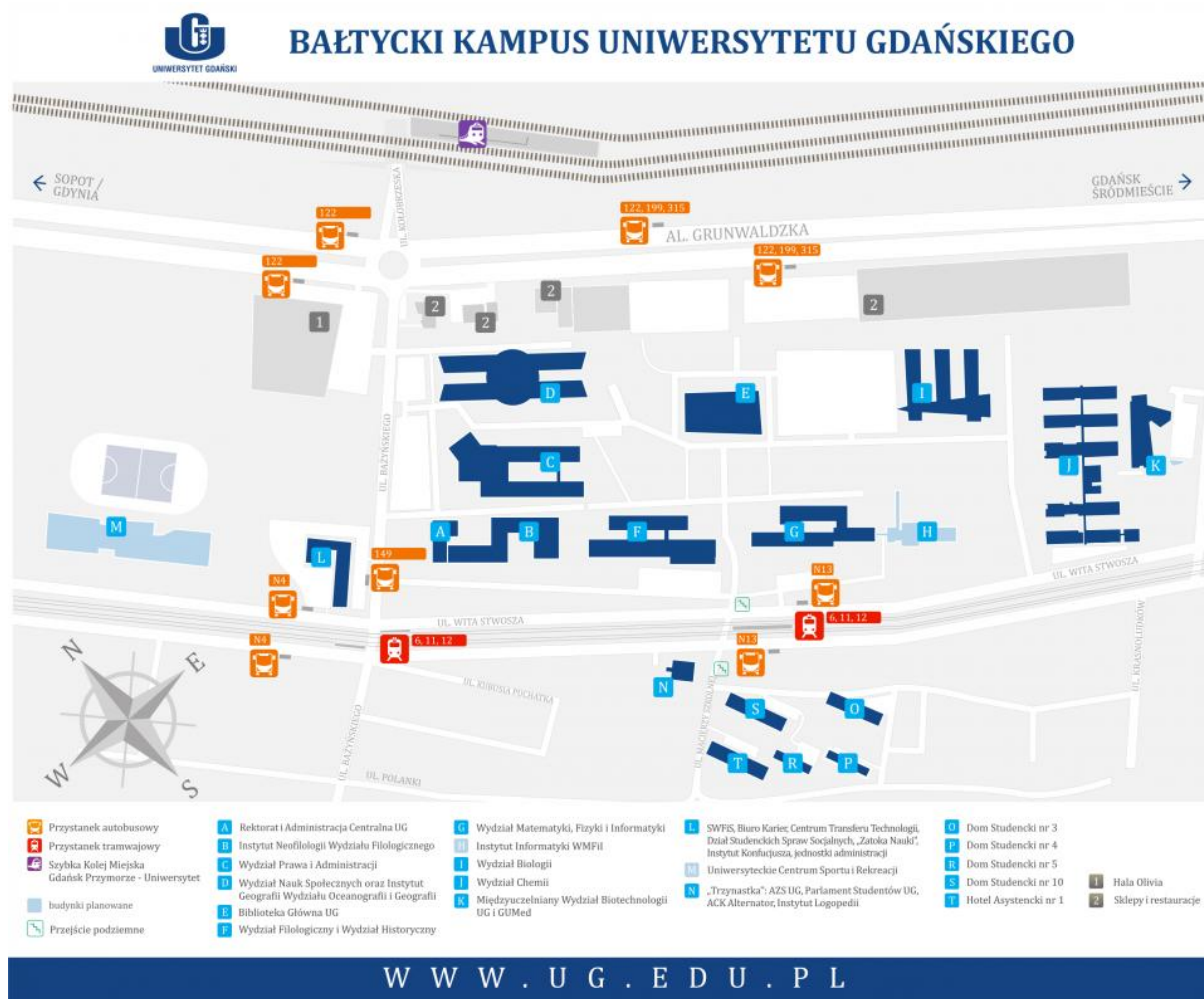 BAŁTYCKI KAMPUS UNIWERSYTETU GDAŃSKIEGO
UNIWERSYTET GDAŃSKI
SOPOT /
GDYNIA
GDAŃSK
ŚRÓDMIEŚCIE
UL. KOŁOBRZESKA
122
122, 199, 315
AL. GRUNWALDZKA
122
122, 199, 315
1
2
2
2
2
D
E
I
UL. BAŻYŃSKIEGO
C
J
K
M
A
B
F
G
H
L
149
N4
N13
UL. WITA STWOSZA
UL. WITA STWOSZA
6, 11, 12
6, 11, 12
N4
N13
N
E
W
S
UL. KUBUSIA PUCHATKA
N
UL. MACIERZY SZKOLNEJ
UL. KRASNOLUDKÓW
S
O
T
R
P
UL. BAŻYŃSKIEGO
UL. POLANKI
Przystanek autobusowy
Przystanek tramwajowy
Szybka Kolej Miejska
Gdańsk Przymorze - Uniwersytet
budynki planowane
Przejście podziemne
A Rektorat i Administracja Centralna UG
B Instytut Neofilologii Wydziału Filologicznego
C Wydział Prawa i Administracji
D Wydział Nauk Społecznych oraz Instytut
Geografii Wydziału Oceanografii i Geografii
E Biblioteka Główna UG
F Wydział Filologiczny i Wydział Historyczny
G Wydział Matematyki, Fizyki i Informatyki
H Instytut Informatyki WMFiI
I Wydział Biologii
J Wydział Chemii
K Międzyuczelniany Wydział Biotechnologii
UG i GUMed
L SWFiS, Biuro Karier, Centrum Transferu Technologii,
Dział Studenckich Spraw Socjalnych, „Zatoka Nauki",
Instytut Konfucjusza, jednostki administracji
M Uniwersyteckie Centrum Sportu i Rekreacji
N „Trzynastka": AZS UG, Parlament Studentów UG,
ACK Alternator, Instytut Logopedii
O Dom Studencki nr 3
P Dom Studencki nr 4
R Dom Studencki nr 5
S Dom Studencki nr 10
T Hotel Asystencki nr 1
1 Hala Olivia
2 Sklepy i restauracje
WWW.UG.EDU.PL